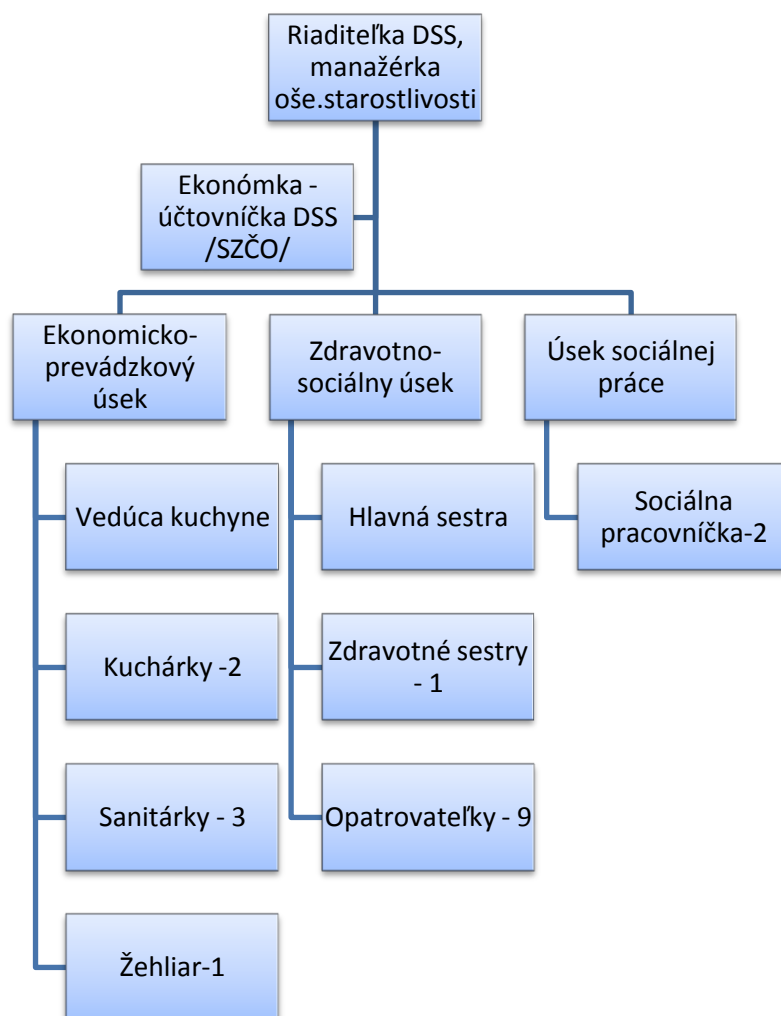 Riaditeľka DSS,
manažérka
oše.starostlivosti
Ekonómka -
účtovníčka DSS
/SZČO/
Ekonomicko-
prevádzkový
úsek
Zdravotno-
sociálny úsek
Úsek sociálnej
práce
Vedúca kuchyne
Hlavná sestra
Sociálna
pracovníčka-2
Kuchárky -2
Zdravotné sestry
- 1
Sanitárky - 3
Opatrovateľky - 9
Žehliar-1